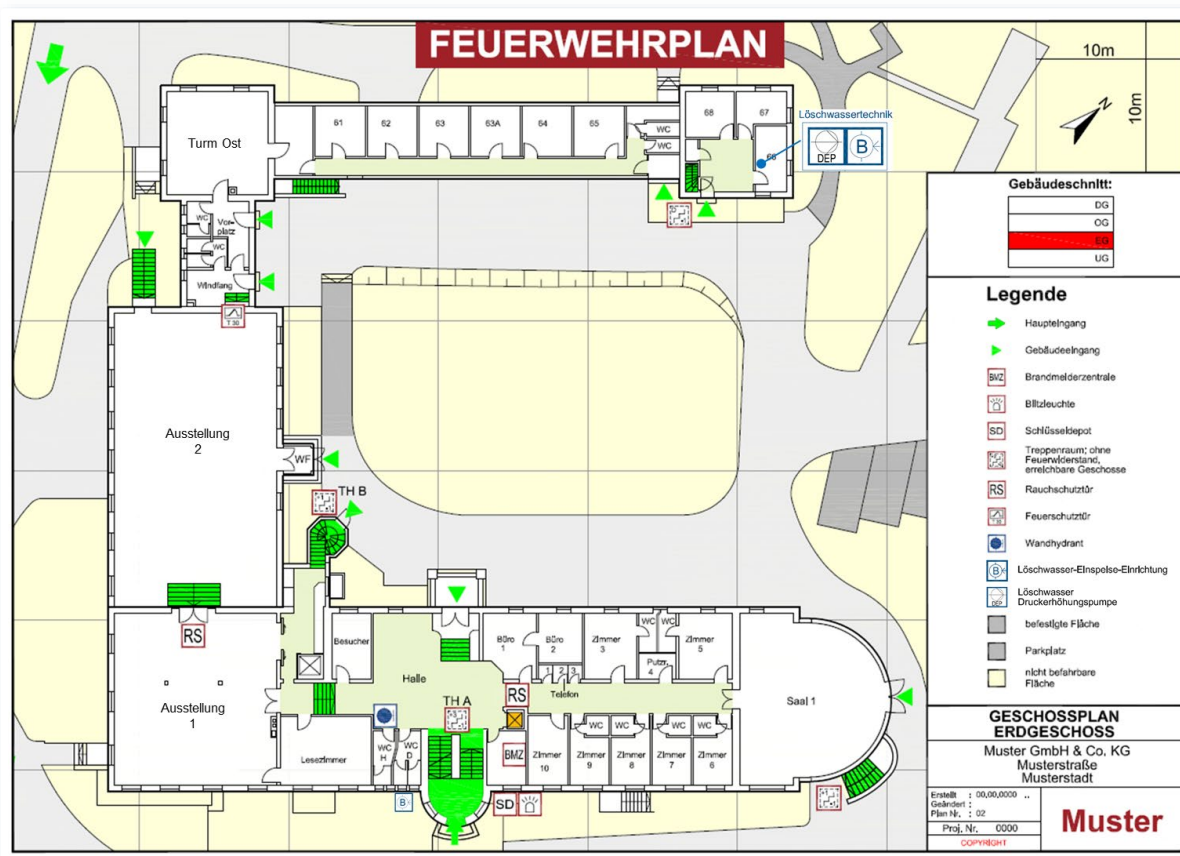 FEUERWEHRPLAN
10m
10m
N
Turm Ost
61
62
63
63A
64
65
WC
WC
68
67
66
Löschwassertechnik
DEP
B
WC
Vor-
platz
WC
Windfang
T 30
Ausstellung
2
WF
TH B
RS
Besucher
Büro
1
Büro
2
Zimmer
3
WC
WC
Putzr.
4
Zimmer
5
1
2
3
Halle
Telefon
RS
TH A
Saal 1
Ausstellung
1
Lesezimmer
WC
H
WC
D
BMZ
Zimmer
10
WC
Zimmer
9
WC
Zimmer
8
WC
Zimmer
7
WC
Zimmer
6
B
SD
Gebäudeschnitt:
DG
OG
EG
UG
Legende
Haupteingang
Gebäudeeingang
BMZ Brandmelderzentrale
Blitzleuchte
SD Schlüsseldepot
Treppenraum; ohne
Feuerwiderstand,
erreichbare Geschosse
RS Rauchschutztür
T 30 Feuerschutztür
Wandhydrant
B Löschwasser-Einspeise-Einrichtung
DEP Löschwasser
Druckerhöhungspumpe
befestigte Fläche
Parkplatz
nicht befahrbare
Fläche
GESCHOSSPLAN
ERDGESCHOSS
Muster GmbH & Co. KG
Musterstraße
Musterstadt
Erstellt : 00,00,0000 ..
Geändert :
Plan Nr. : 02
Proj. Nr. 0000
COPYRIGHT
Muster